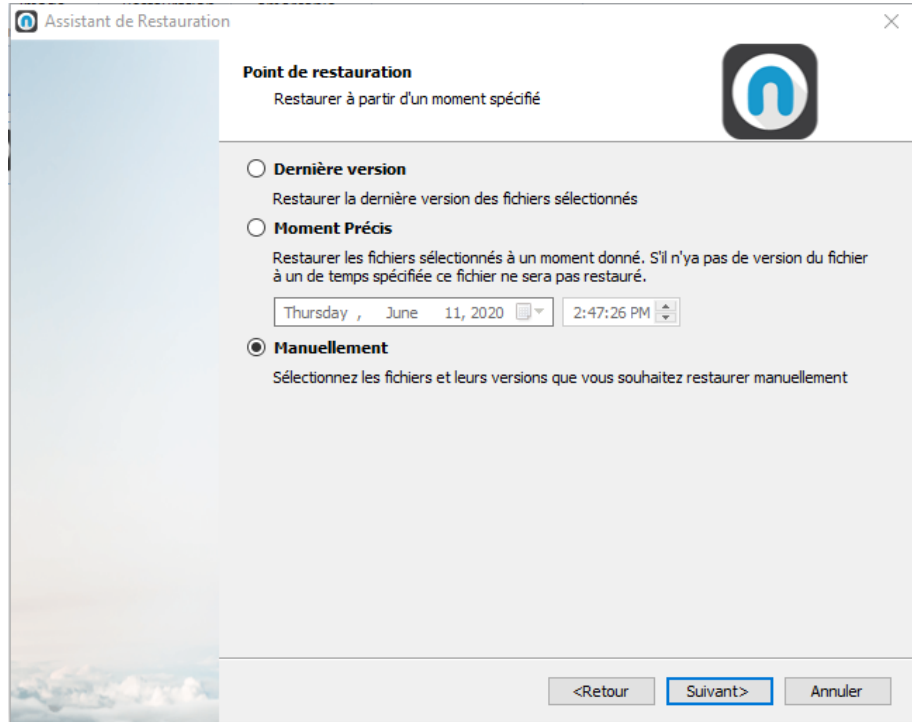 Assistant de Restauration
Point de restauration
Restaurer à partir d'un moment spécifié
Dernière version
Restaurer la dernière version des fichiers sélectionnés
Moment Précis
Restaurer les fichiers sélectionnés à un moment donné. S'il n'ya pas de version du fichier
à un de temps spécifiée ce fichier ne sera pas restauré.
Thursday , June 11, 2020 2:47:26 PM
Manuellement
Sélectionnez les fichiers et leurs versions que vous souhaitez restaurer manuellement
<Retour Suivant> Annuler